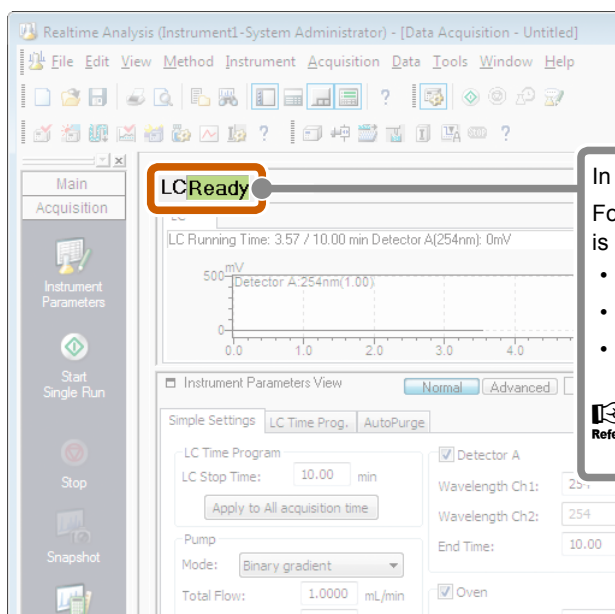 Realtime Analysis (Instrument1-System Administrator) - [Data Acquisition - Untitled]
File Edit View Method Instrument Acquisition Data Tools Window Help
Main
Acquisition
Instrument
Parameters
Start
Single Run
Stop
Snapshot
LC Ready
LC
LC Running Time: 3.57 / 10.00 min Detector A(254nm): 0mV
mV
500
Detector A:254nm(1.00)
0
0.0 1.0 2.0 3.0 4.0
Instrument Parameters View Normal Advanced
Simple Settings LC Time Prog. AutoPurge
LC Time Program
LC Stop Time: 10.00 min
Apply to All acquisition time
Pump
Mode: Binary gradient
Total Flow: 1.0000 mL/min
Detector A
Wavelength Ch1: 254
Wavelength Ch2: 254
End Time: 10.00
Oven
In
Fo
is
•
•
•
Refe